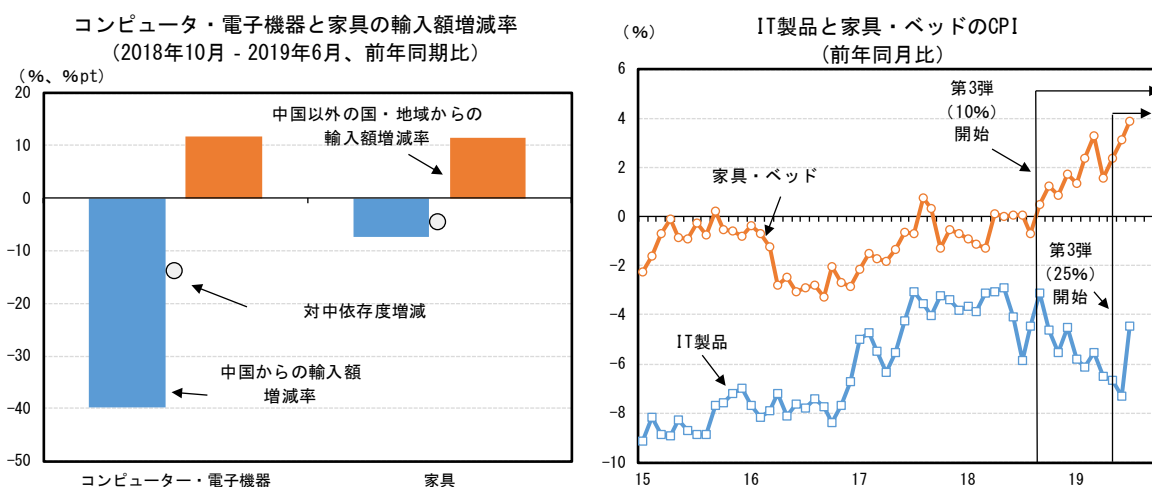 コンピュータ・電子機器と家具の輸入額増減率
(2018年10月 - 2019年6月、前年同期比)
(%、%pt)
20
10
0
-10
-20
-30
-40
-50
中国以外の国・地域からの
輸入額増減率
対中依存度増減
中国からの輸入額
増減率
コンピューター・電子機器
家具
IT製品と家具・ベッドのCPI
(前年同月比)
(%)
6
4
2
0
-2
-4
-6
-8
-10
第3弾
(10%)
開始
家具・ベッド
第3弾
(25%)
開始
IT製品
15
16
17
18
19